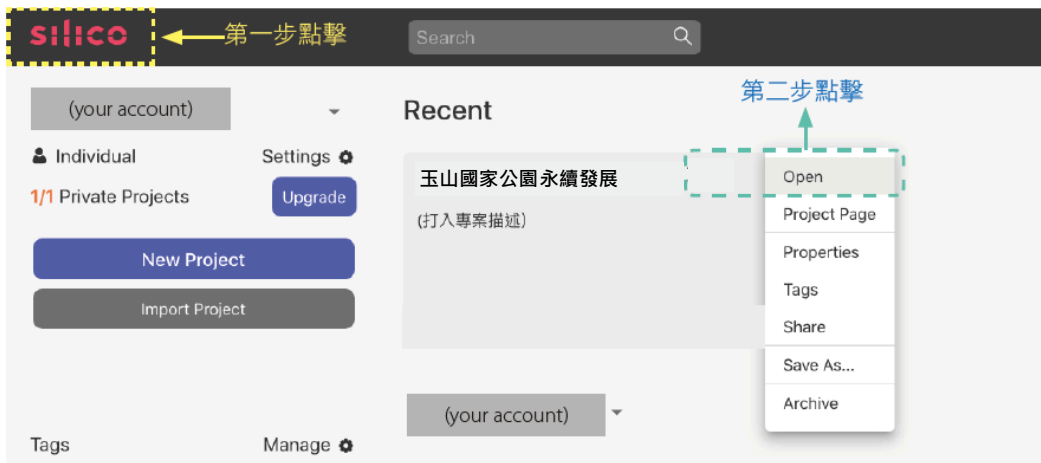 silico
第一步點擊
Search
(your account)
Recent
第二步點擊
Individual
Settings
1/1 Private Projects
Upgrade
玉山國家公園永續發展
(打入專案描述)
New Project
Import Project
Open
Project Page
Properties
Tags
Share
Save As...
Archive
(your account)
Tags
Manage